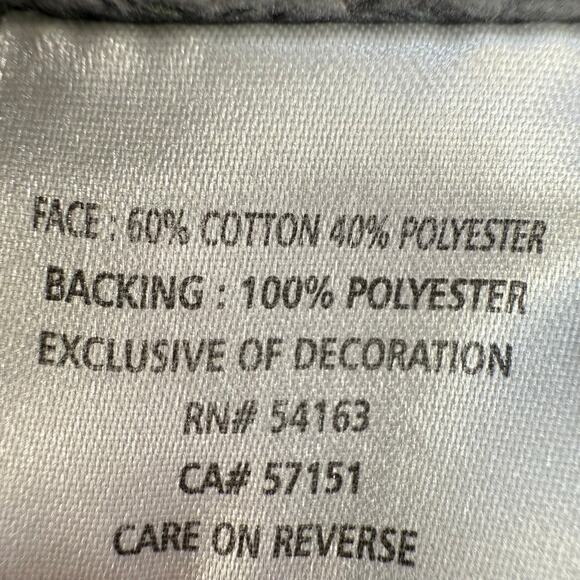 FACE : 60% COTTON 40% POLYESTER
BACKING : 100% POLYESTER
EXCLUSIVE OF DECORATION
RN# 54163
CA# 57151
CARE ON REVERSE